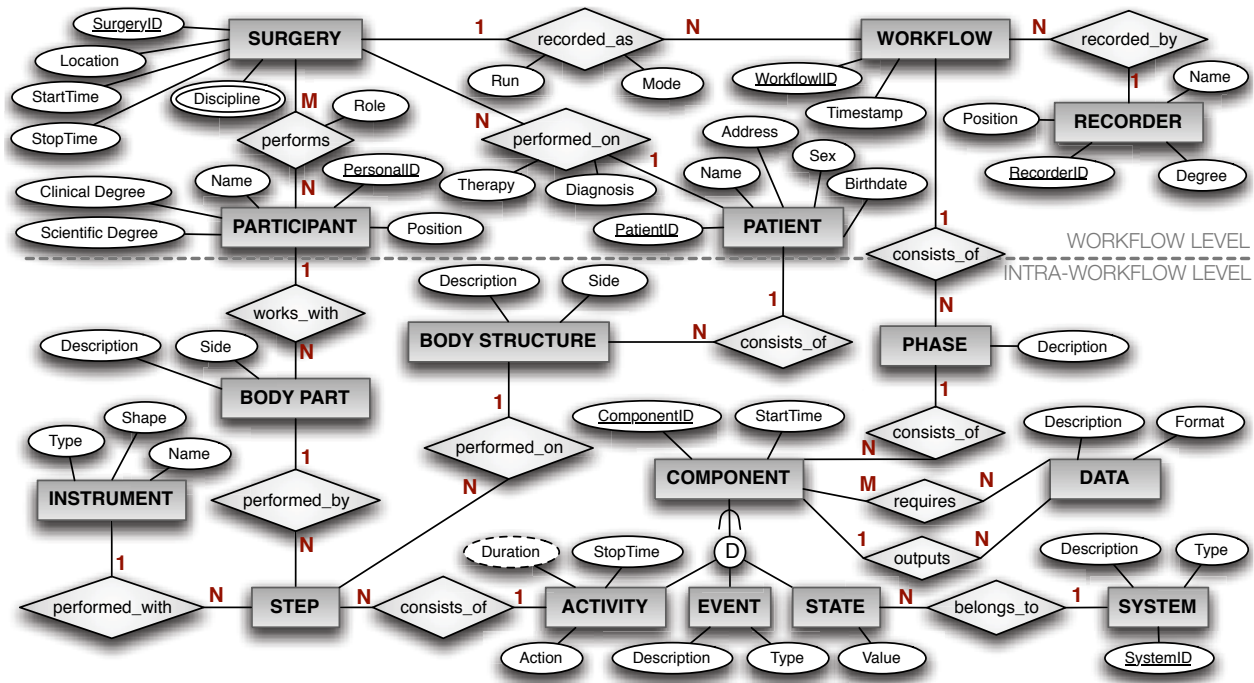 SurgeryID
SURGERY
1
recorded_as
N
WORKFLOW
N
recorded_by
Location
Run
Mode
WorkflowIID
1
Name
StartTime
Discipline
M
Role
Timestamp
Position
RECORDER
StopTime
performs
N
performed_on
Address
1
Sex
RecorderID
Degree
Clinical Degree
Name
PersonalID
N
Therapy
Diagnosis
Name
Birthdate
Scientific Degree
PARTICIPANT
Position
PatientID
PATIENT
1
consists_of
WORKFLOW LEVEL
INTRA-WORKFLOW LEVEL
1
works_with
N
Description
Side
1
N
Description
Side
BODY STRUCTURE
N
consists_of
PHASE
Decription
BODY PART
1
1
Shape
Type
Name
1
performed_on
N
ComponentID
StartTime
N
consists_of
Description
Format
INSTRUMENT
performed_by
COMPONENT
M
requires
N
DATA
1
N
Duration
StopTime
D
1
outputs
N
Description
Type
performed_with
N
STEP
N
consists_of
1
ACTIVITY
EVENT
STATE
N
belongs_to
1
SYSTEM
Action
Description
Type
Value
SystemID